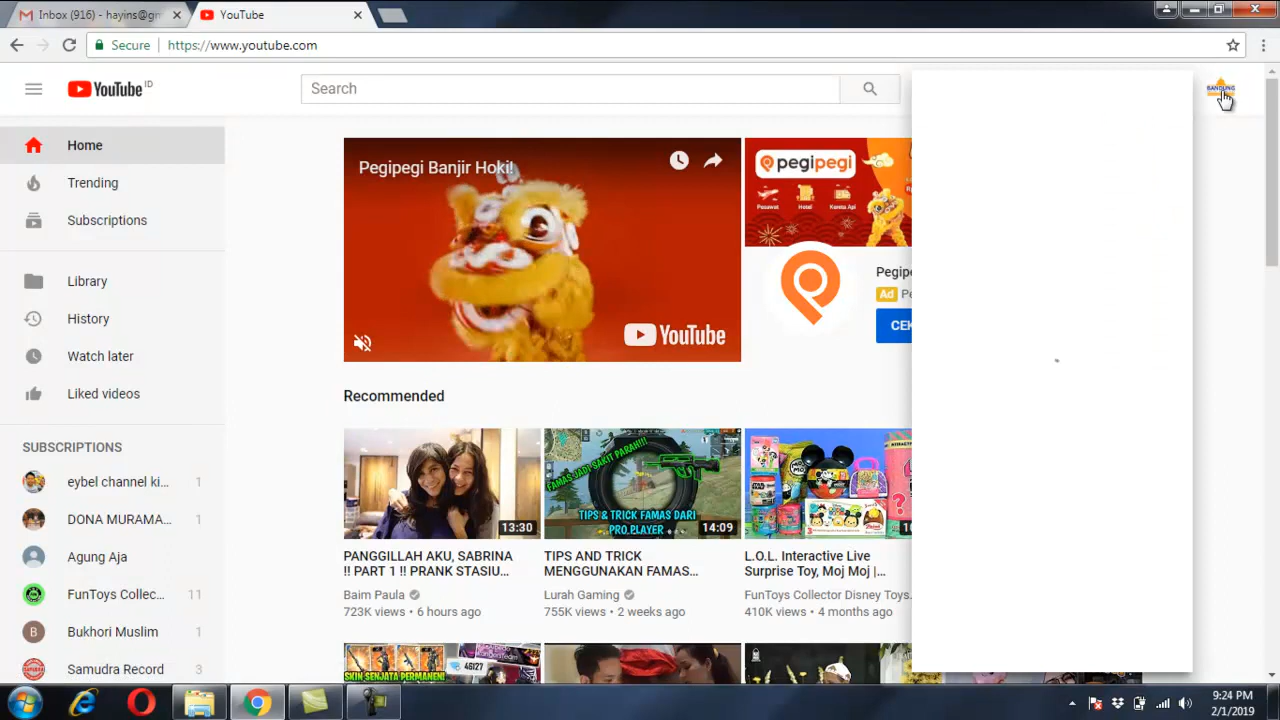 Inbox (916) - hayins@gm
YouTube
Secure
https://www.youtube.com
YouTube ID
Search
BANDUNG
Home
Trending
Subscriptions
Library
History
Watch later
Liked videos
SUBSCRIPTIONS
eybel channel ki... 1
DONA MURAMA... 1
Agung Aja
FunToys Collec... 11
B Bukhori Muslim 1
Samudra Record 3
Pegipegi Banjir Hoki!
YouTube
pegipegi
Pesawat
Hotel
Kereta Api
Pegipe
Ad Pe
CEK
Recommended
13:30
PANGGILLAH AKU, SABRINA
!! PART 1 !! PRANK STASIU...
Baim Paula
723K views • 6 hours ago
FAMAS JADI SAKIT PARAH!!!
TIPS & TRICK FAMAS DARI
PRO PLAYER
14:09
TIPS AND TRICK
MENGGUNAKAN FAMAS...
Lurah Gaming
755K views • 2 weeks ago
L.O.L. Interactive Live
Surprise Toy, Moj Moj |...
FunToys Collector Disney Toys.
410K views • 4 months ago
46127
SKIN SENJATA PERMANEN!
9:24 PM
2/1/2019